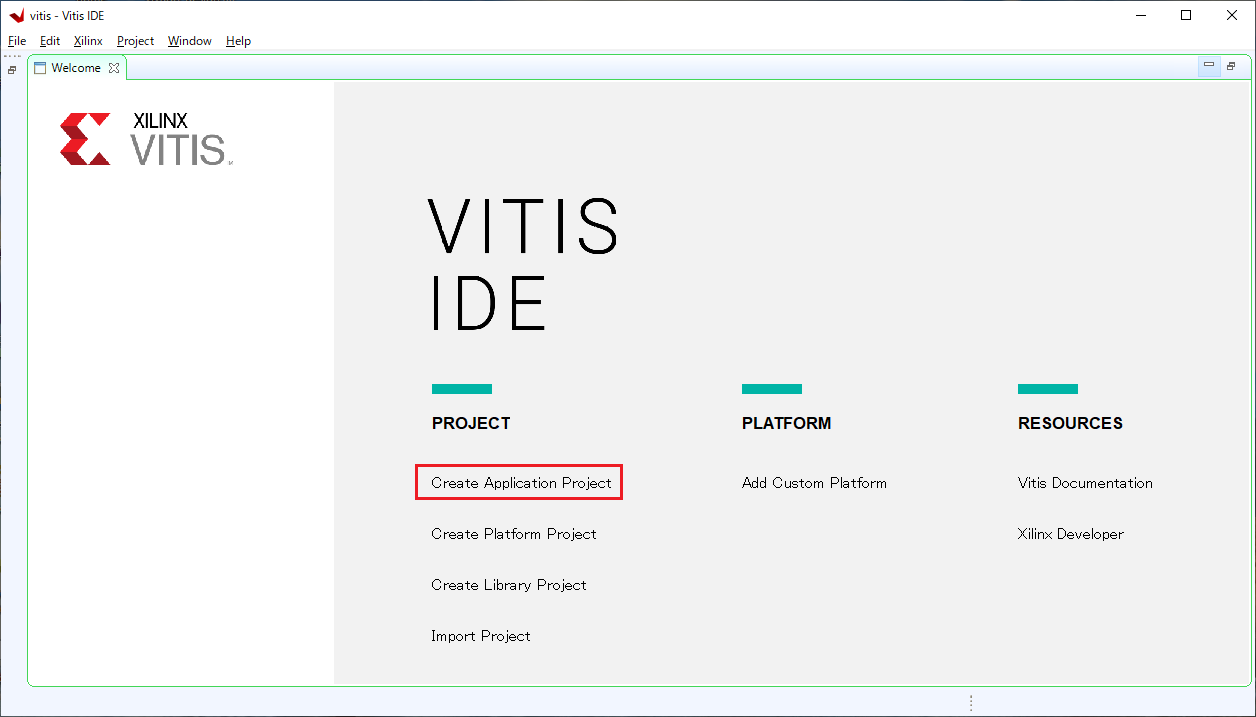 vitis - Vitis IDE
File Edit Xilinx Project Window Help
Welcome
XILINX
VITIS
VITIS
IDE
PROJECT
Create Application Project
Create Platform Project
Create Library Project
Import Project
PLATFORM
Add Custom Platform
RESOURCES
Vitis Documentation
Xilinx Developer